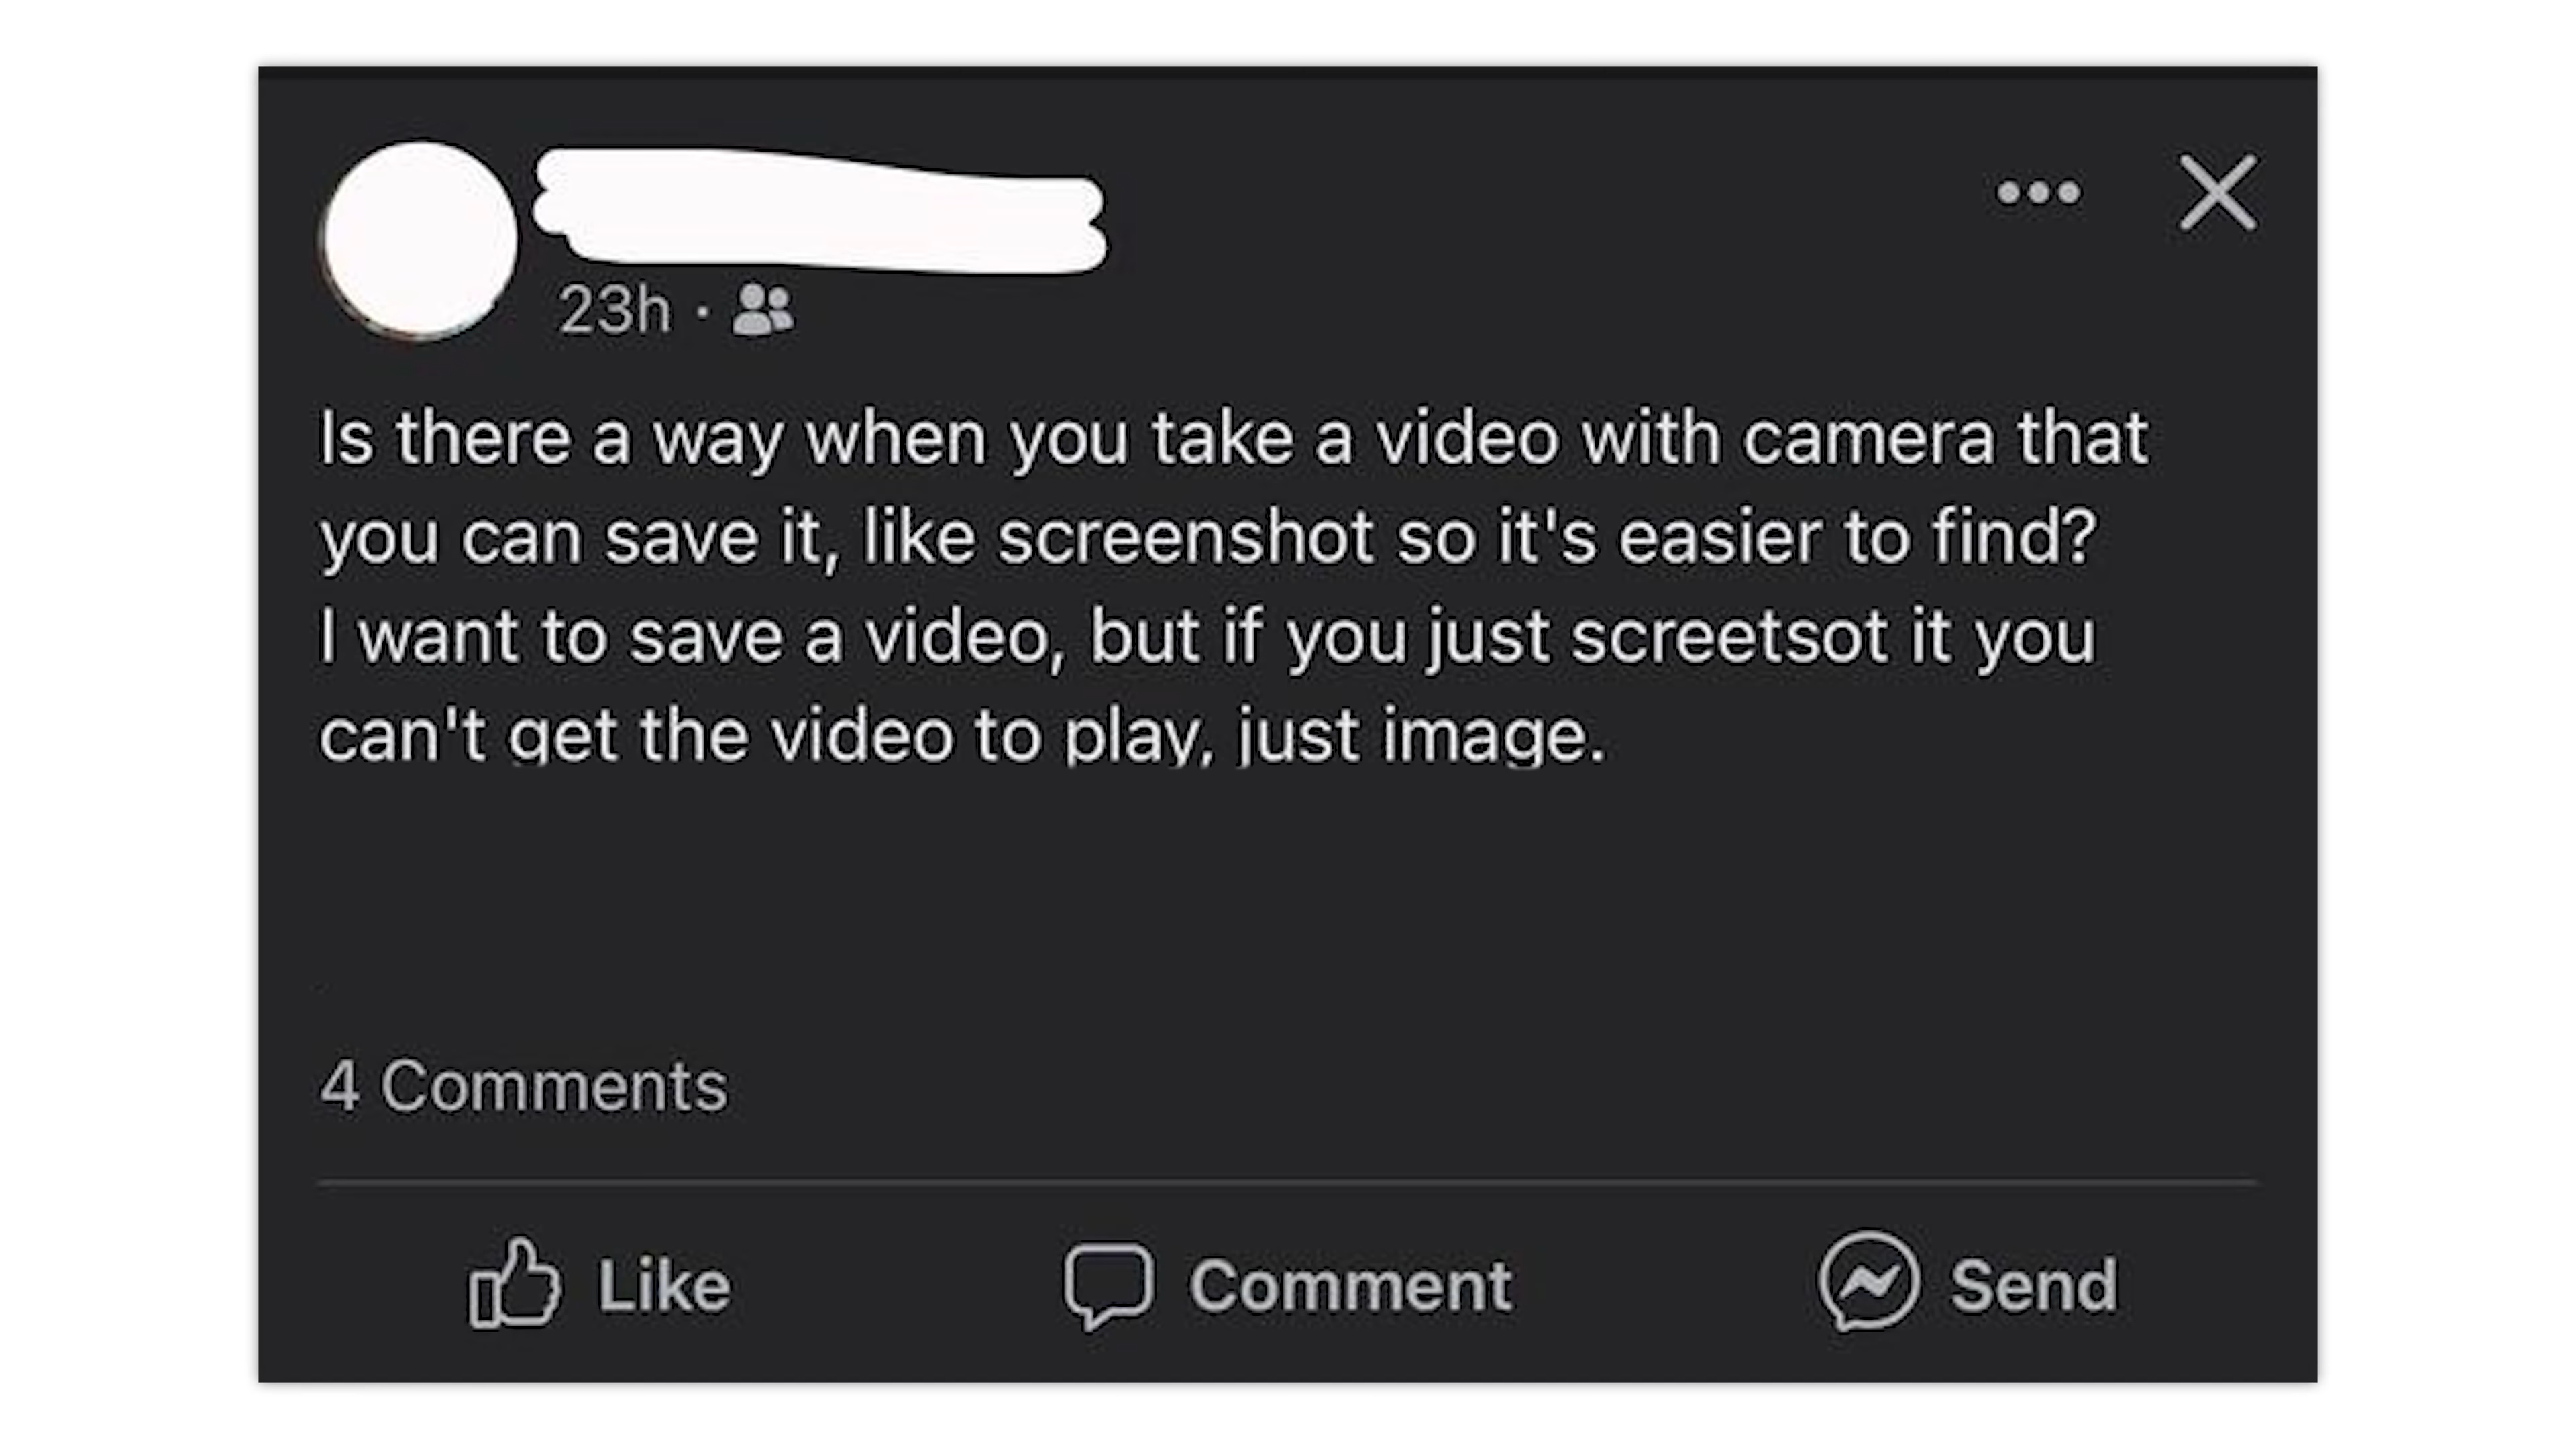 23h ·
Is there a way when you take a video with camera that
you can save it, like screenshot so it's easier to find?
I want to save a video, but if you just screetsot it you
can't get the video to play, just image.
4 Comments
Like Comment Send